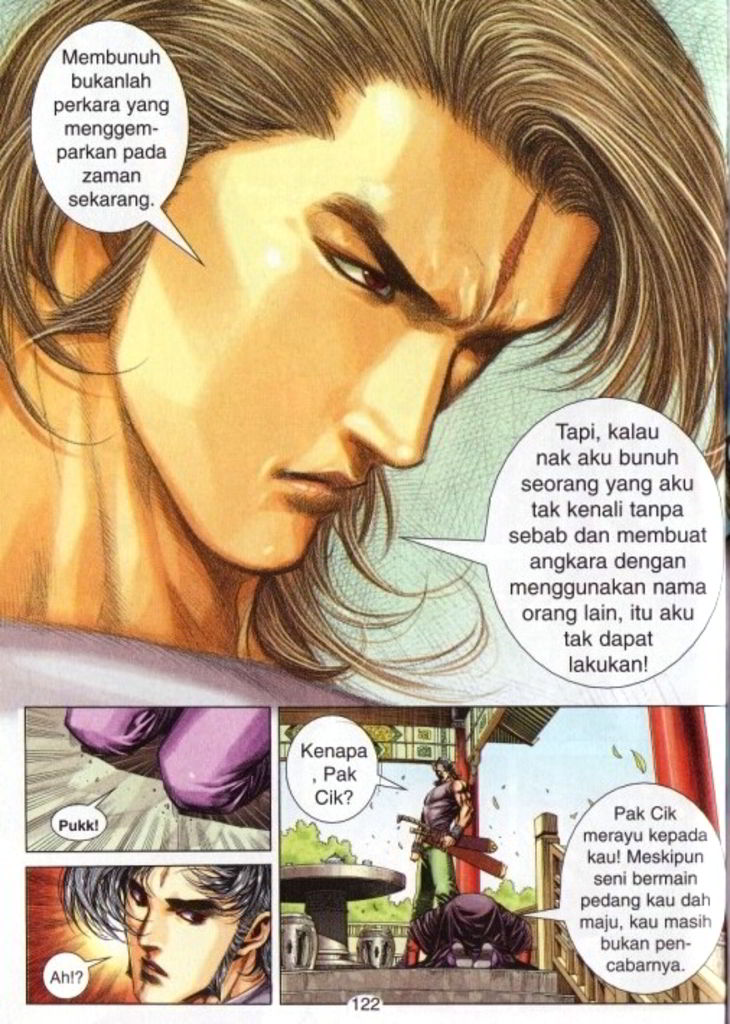 Membunuh
bukanlah
perkara yang
menggem-
parkan pada
zaman
sekarang.
Tapi, kalau
nak aku bunuh
seorang yang aku
tak kenali tanpa
sebab dan membuat
angkara dengan
menggunakan nama
orang lain, itu aku
tak dapat
lakukan!
Pukk!
Ah!?
Kenapa
, Pak
Cik?
Pak Cik
merayu kepada
kau! Meskipun
seni bermain
pedang kau dah
maju, kau masih
bukan pen-
cabarnya.
122